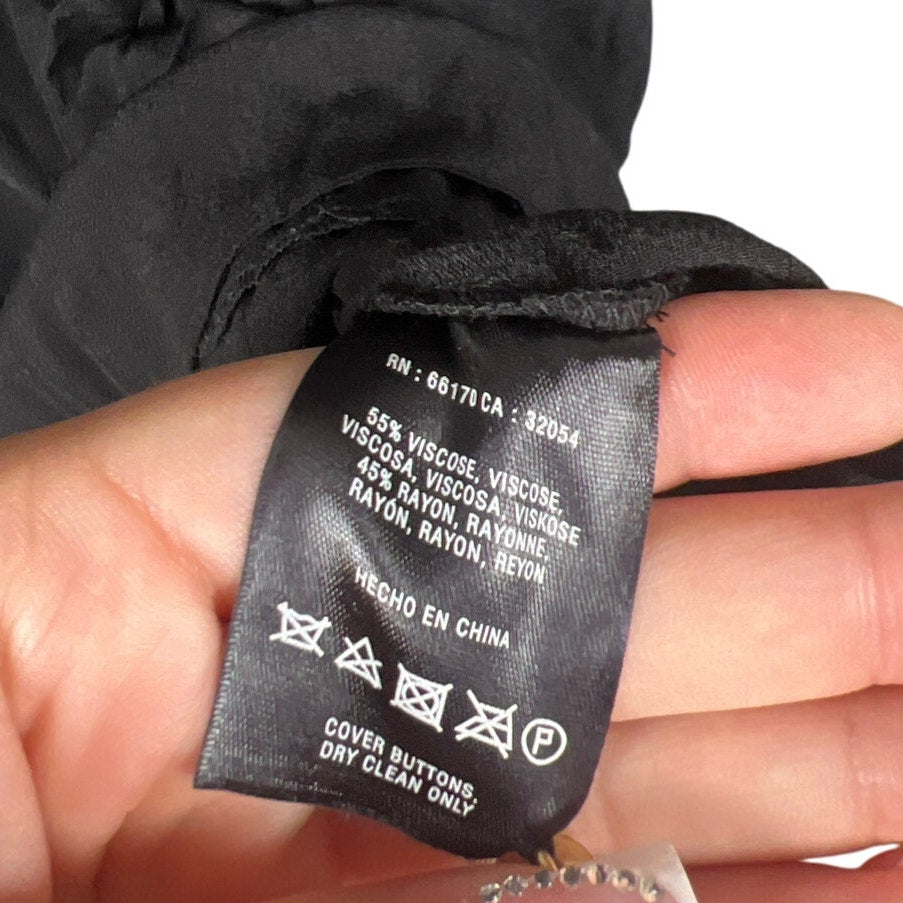 RN : 66170 CA : 32054
55% VISCOSE, VISCOSE,
VISCOSA, VISCOSA, VISKOSE
45% RAYON, RAYONNE,
RAYÓN, RAYON, REYON
HECHO EN CHINA
P
COVER BUTTONS,
DRY CLEAN ONLY